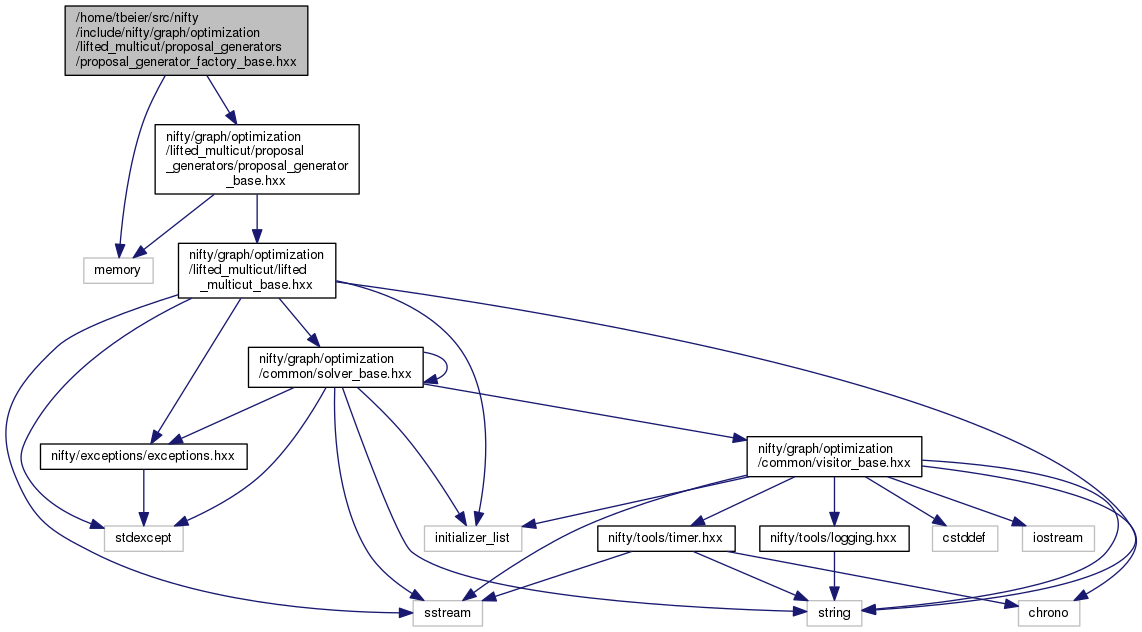 /home/tbeier/src/nifty
/include/nifty/graph/optimization
/lifted_multicut/proposal_generators
/proposal_generator_factory_base.hxx
nifty/graph/optimization
/lifted_multicut/proposal
_generators/proposal_generator
_base.hxx
memory
nifty/graph/optimization
/lifted_multicut/lifted
_multicut_base.hxx
nifty/graph/optimization
/common/solver_base.hxx
nifty/exceptions/exceptions.hxx
nifty/graph/optimization
/common/visitor_base.hxx
stdexcept
initializer_list
nifty/tools/timer.hxx
nifty/tools/logging.hxx
cstddef
iostream
sstream
string
chrono